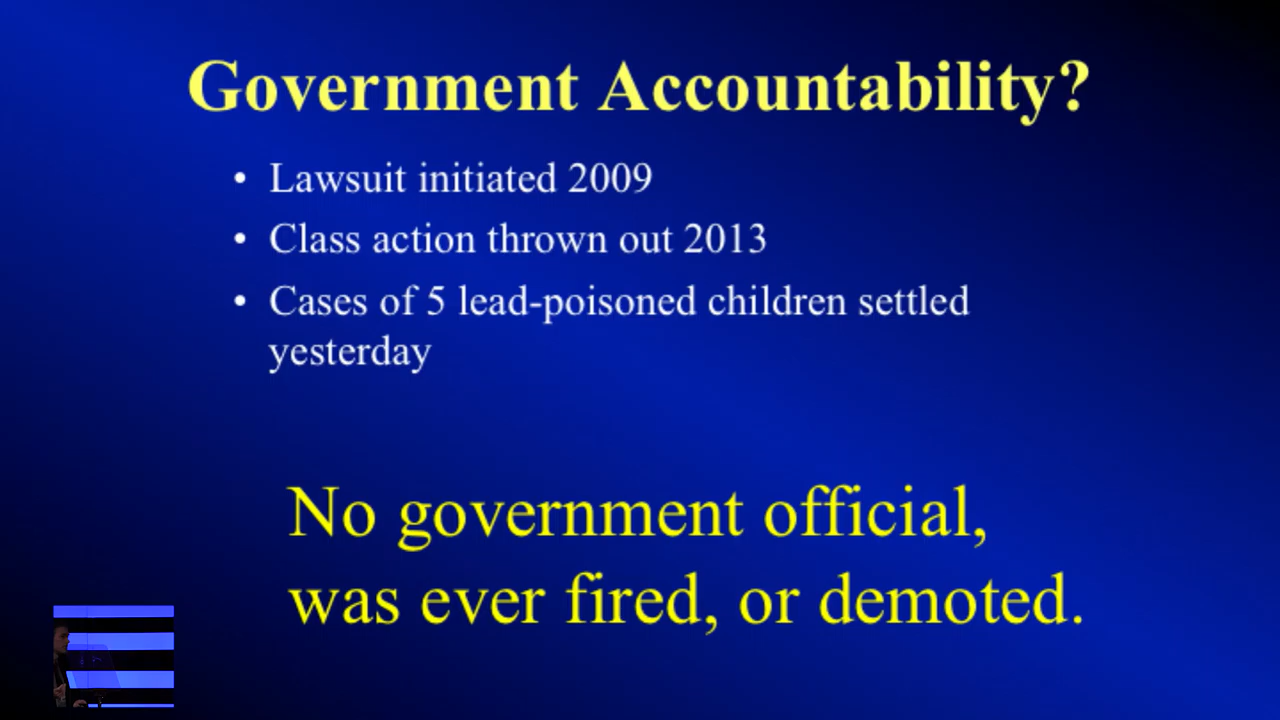 Government Accountability?
• Lawsuit initiated 2009
• Class action thrown out 2013
• Cases of 5 lead-poisoned children settled
yesterday
No government official,
was ever fired, or demoted.